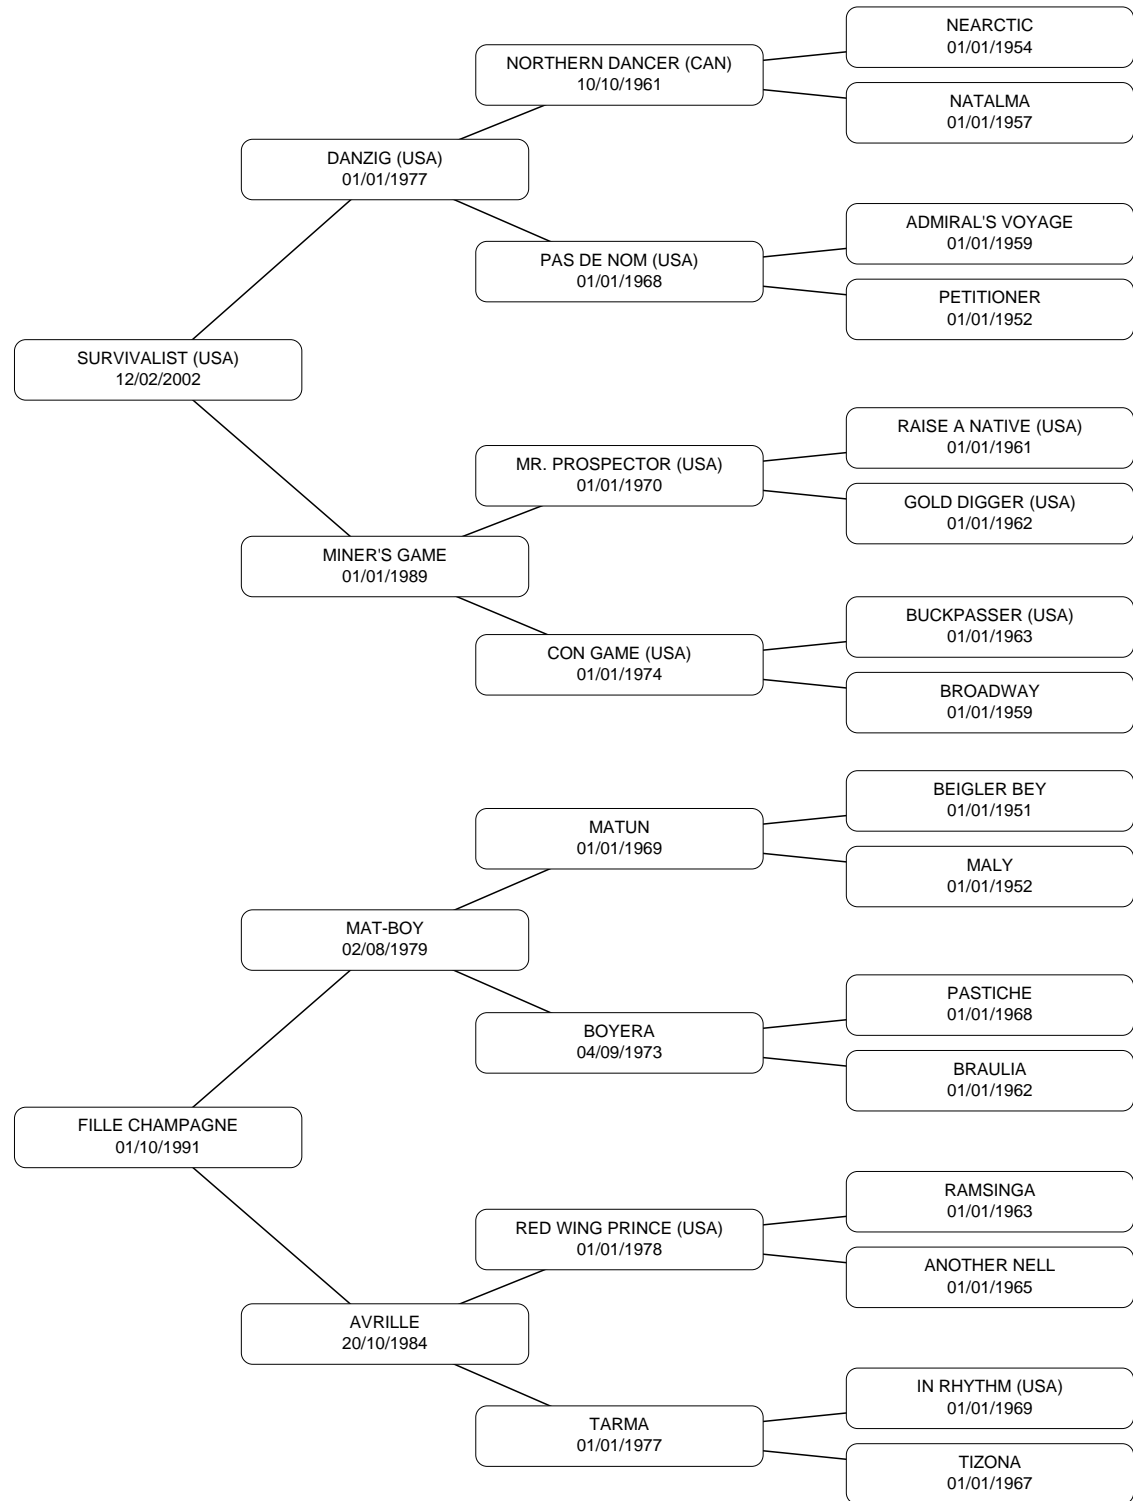 NEARCTIC
01/01/1954
NORTHERN DANCER (CAN)
10/10/1961
NATALMA
01/01/1957
DANZIG (USA)
01/01/1977
ADMIRAL'S VOYAGE
01/01/1959
PAS DE NOM (USA)
01/01/1968
PETITIONER
01/01/1952
SURVIVALIST (USA)
12/02/2002
RAISE A NATIVE (USA)
01/01/1961
MR. PROSPECTOR (USA)
01/01/1970
GOLD DIGGER (USA)
01/01/1962
MINER'S GAME
01/01/1989
BUCKPASSER (USA)
01/01/1963
CON GAME (USA)
01/01/1974
BROADWAY
01/01/1959
BEIGLER BEY
01/01/1951
MATUN
01/01/1969
MALY
01/01/1952
MAT-BOY
02/08/1979
PASTICHE
01/01/1968
BOYERA
04/09/1973
BRAULIA
01/01/1962
FILLE CHAMPAGNE
01/10/1991
RAMSINGA
01/01/1963
RED WING PRINCE (USA)
01/01/1978
ANOTHER NELL
01/01/1965
AVRILLE
20/10/1984
IN RHYTHM (USA)
01/01/1969
TARMA
01/01/1977
TIZONA
01/01/1967